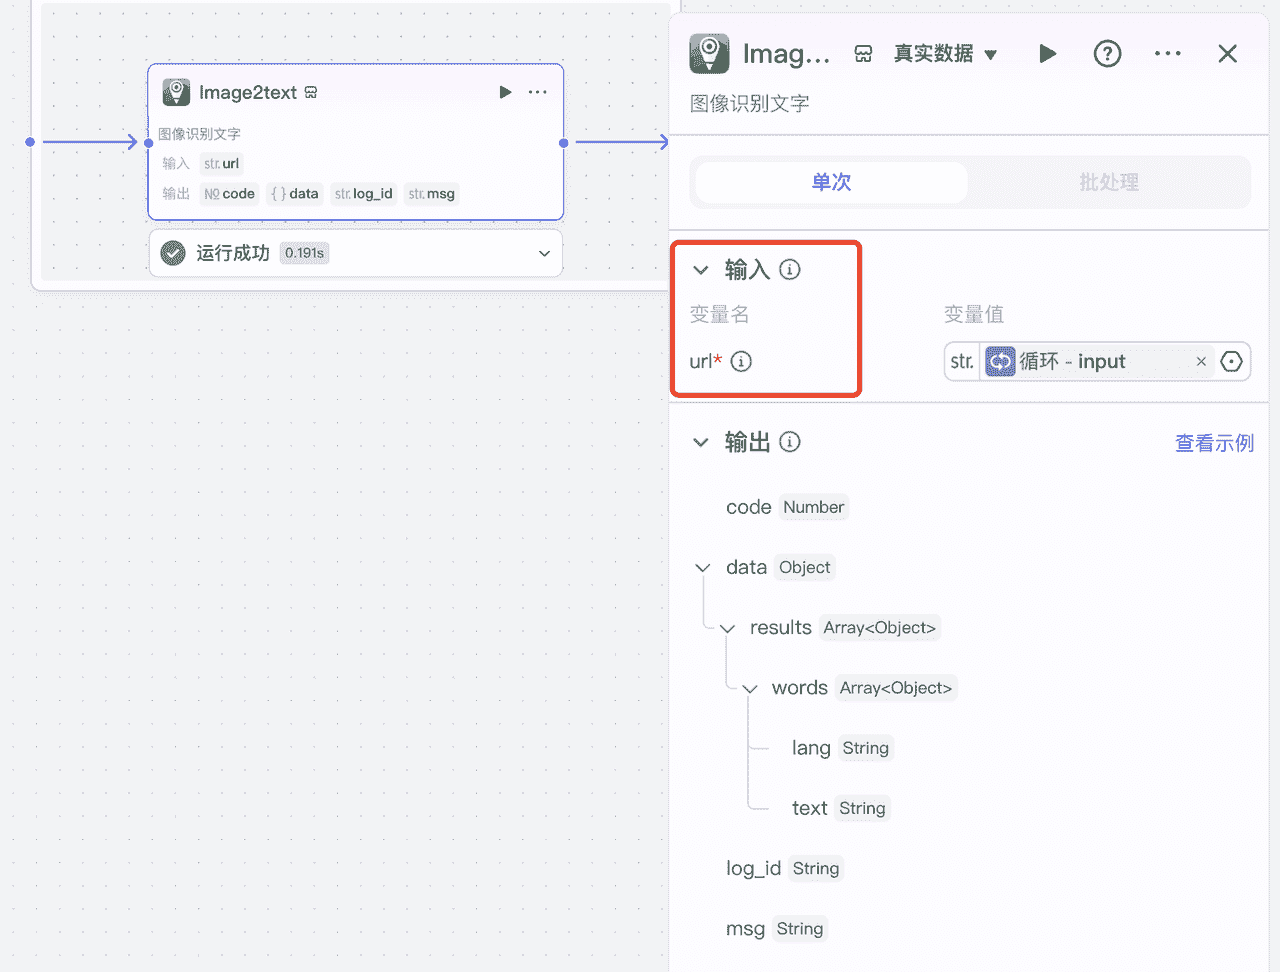 Image2text
图像识别文字
输入 str. url
输出 № code { } data str. log_id str. msg
运行成功 0.191s
Imag... 真实数据
图像识别文字
单次 批处理
输入
变量名 变量值
url* str. 循环 - input
输出 查看示例
code Number
data Object
results Array<Object>
words Array<Object>
lang String
text String
log_id String
msg String